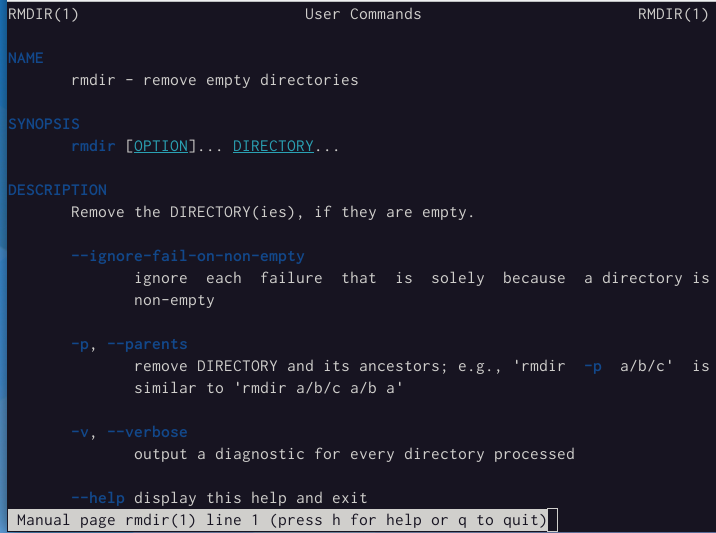 RMDIR(1) User Commands RMDIR(1)
NAME
rmdir - remove empty directories
SYNOPSIS
rmdir [OPTION]... DIRECTORY...
DESCRIPTION
Remove the DIRECTORY(ies), if they are empty.
--ignore-fail-on-non-empty
ignore each failure that is solely because a directory is
non-empty
-p, --parents
remove DIRECTORY and its ancestors; e.g., 'rmdir -p a/b/c' is
similar to 'rmdir a/b/c a/b a'
-v, --verbose
output a diagnostic for every directory processed
--help display this help and exit
Manual page rmdir(1) line 1 (press h for help or q to quit)